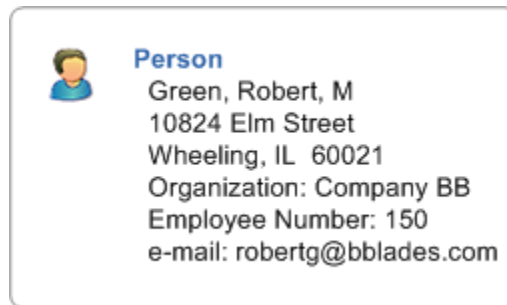 Person
Green, Robert, M
10824 Elm Street
Wheeling, IL  60021
Organization: Company BB
Employee Number: 150
e-mail: robertg@bblades.com